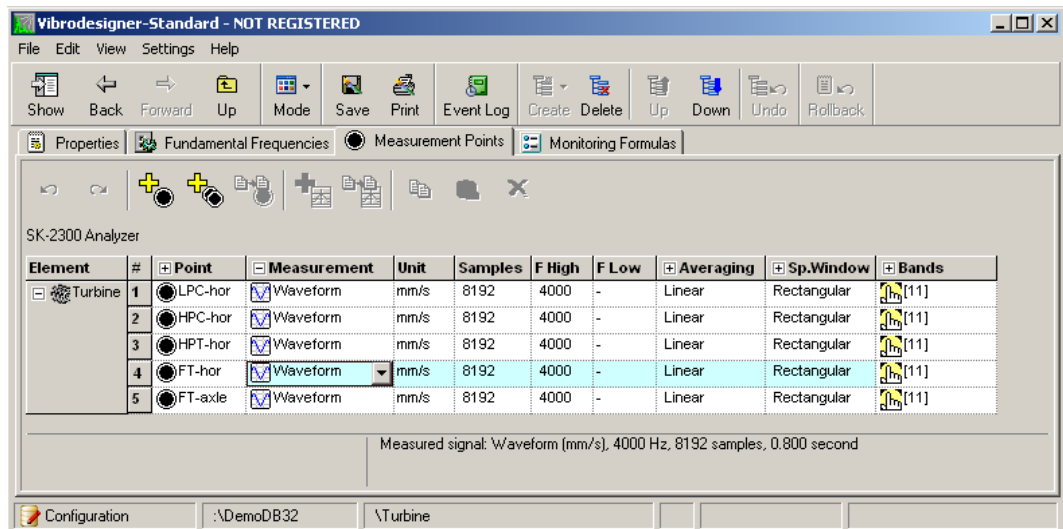 Vibrodesigner-Standard - NOT REGISTERED
File Edit View Settings Help
Show Back Forward Up Mode Save Print Event Log Create Delete Up Down Undo Rollback
Properties Fundamental Frequencies Measurement Points Monitoring Formulas
SK-2300 Analyzer
Element # Point Measurement Unit Samples F High F Low Averaging Sp.Window Bands
Turbine 1 LPC-hor Waveform mm/s 8192 4000 - Linear Rectangular [11]
2 HPC-hor Waveform mm/s 8192 4000 - Linear Rectangular [11]
3 HPT-hor Waveform mm/s 8192 4000 - Linear Rectangular [11]
4 FT-hor Waveform mm/s 8192 4000 - Linear Rectangular [11]
5 FT-axle Waveform mm/s 8192 4000 - Linear Rectangular [11]
Measured signal: Waveform (mm/s), 4000 Hz, 8192 samples, 0.800 second
Configuration :\DemoDB32 \Turbine